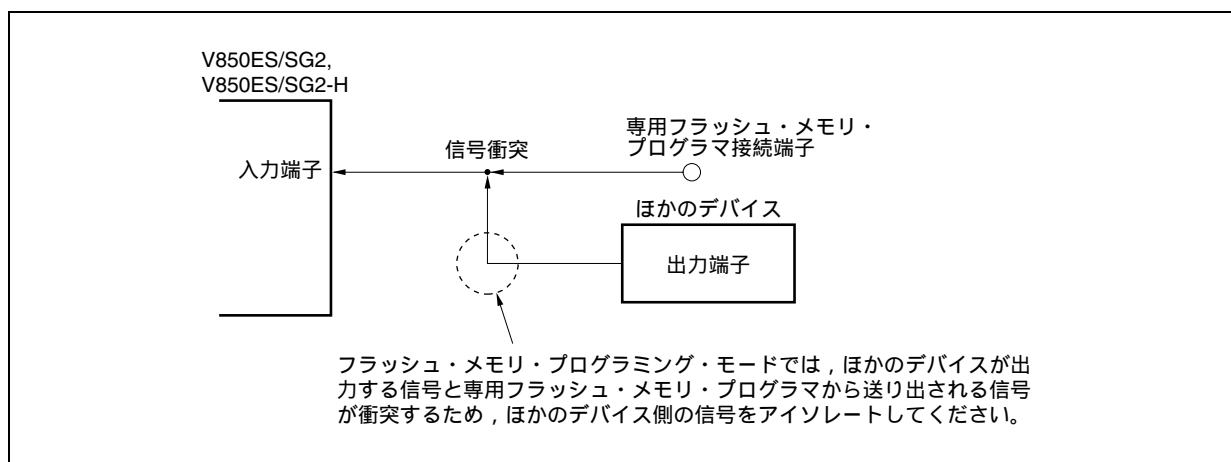 V850ES/SG2,
V850ES/SG2-H
入力端子
信号衝突
専用フラッシュ・メモリ・
プログラマ接続端子
ほかのデバイス
出力端子
フラッシュ・メモリ・プログラミング・モードでは，ほかのデバイスが出
力する信号と専用フラッシュ・メモリ・プログラマから送り出される信号
が衝突するため，ほかのデバイス側の信号をアイソレートしてください。